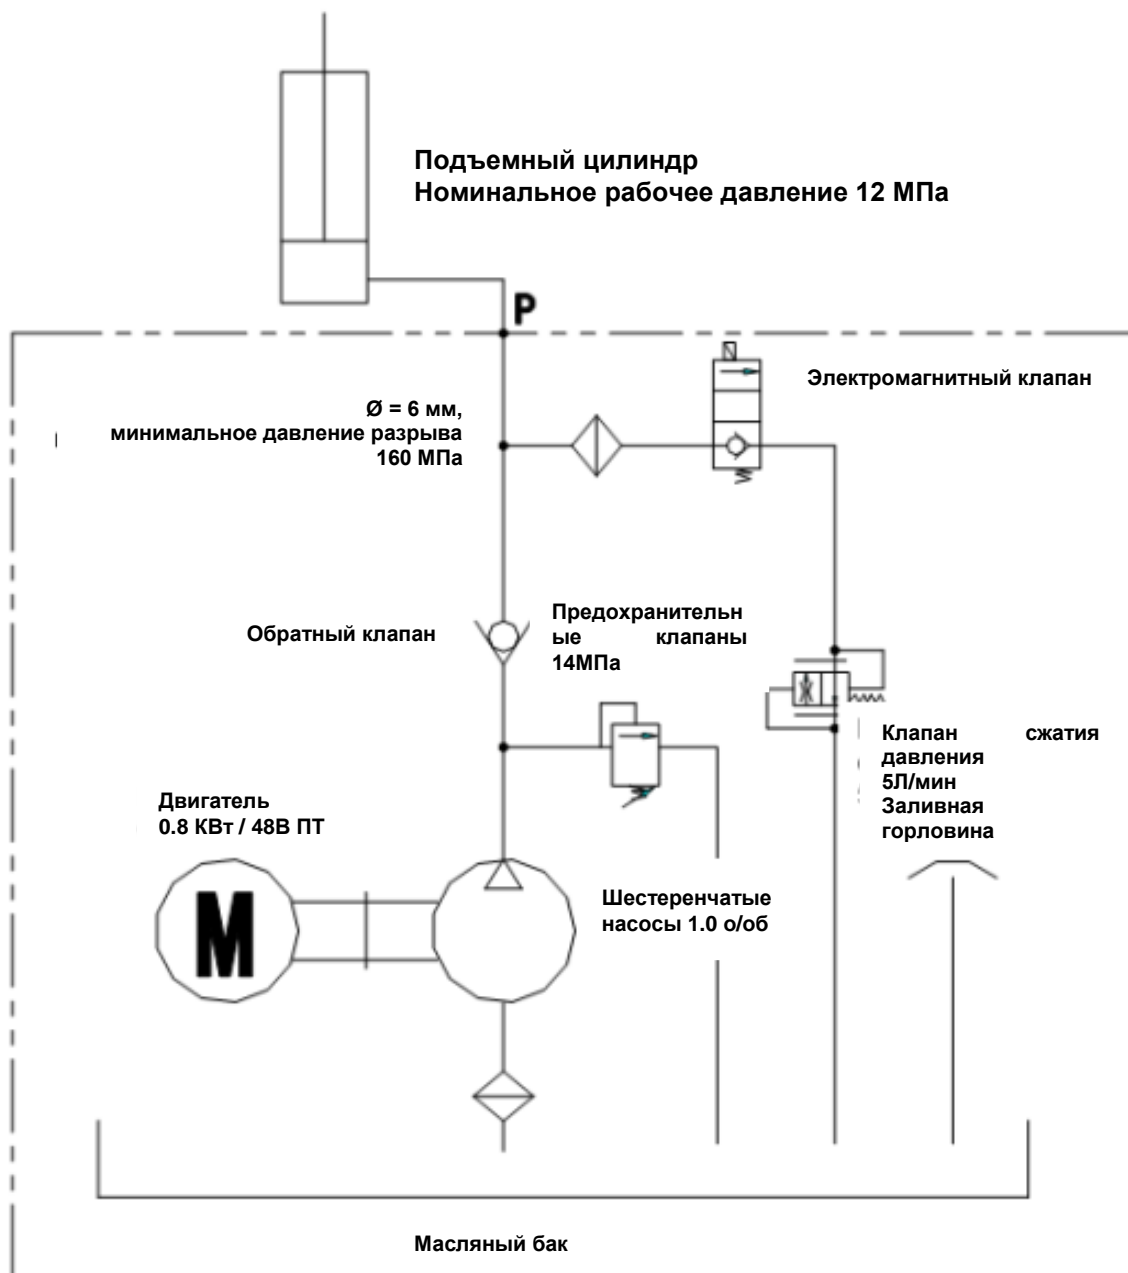 Подъемный цилиндр
Номинальное рабочее давление 12 МПа
P
Электромагнитный клапан
Ø = 6 мм,
минимальное давление разрыва
160 МПа
Обратный клапан
Предохранительн
ые клапаны
14МПа
Клапан сжатия
давления
5Л/мин
Заливная
горловина
Двигатель
0.8 КВт / 48В ПТ
M
Шестеренчатые
насосы 1.0 о/об
Масляный бак